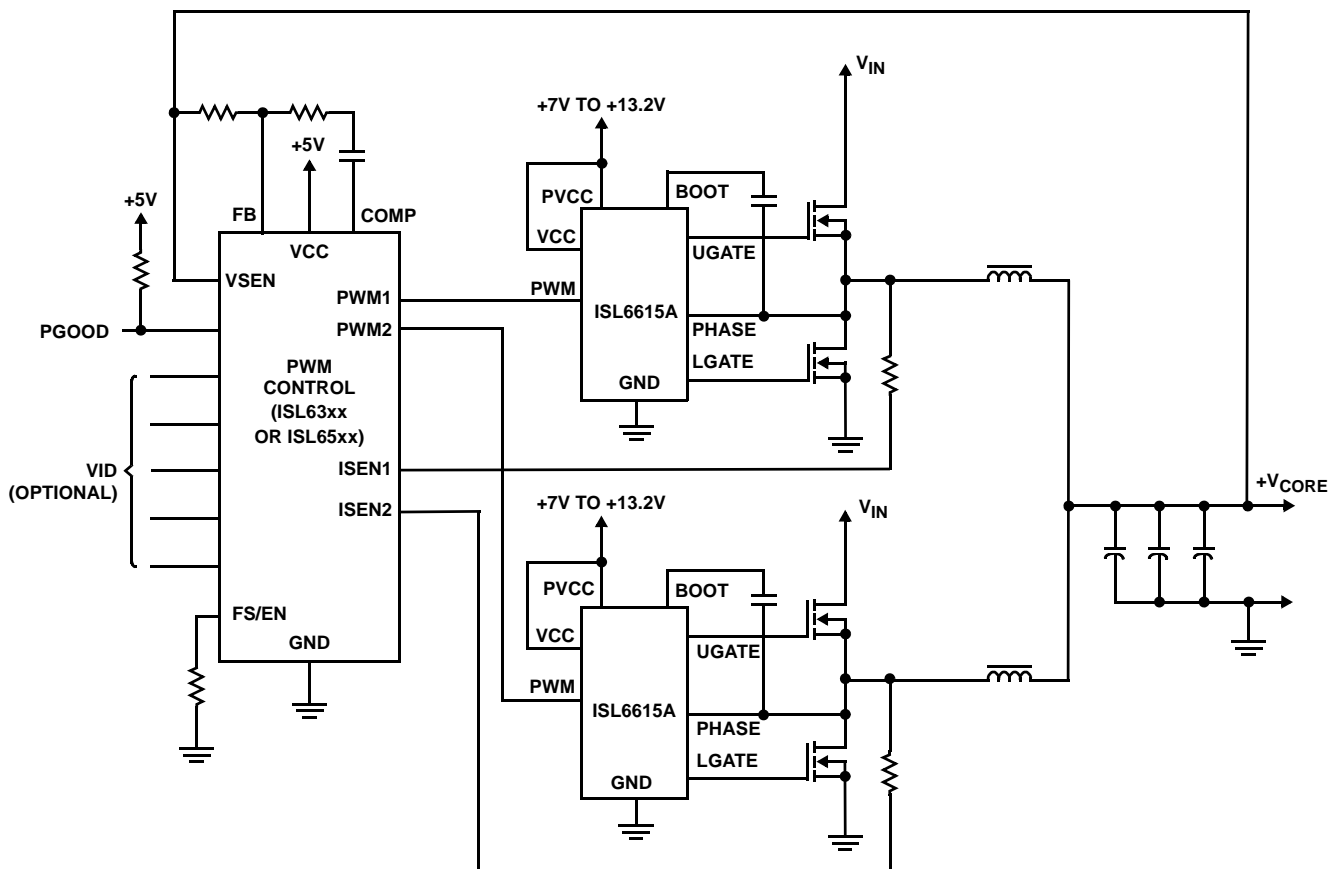 V_IN
+7V TO +13.2V
+5V
BOOT
PVCC
+5V
FB
COMP
VCC
VCC
UGATE
VSEN
PWM1
PWM
ISL6615A
PGOOD
PWM2
PHASE
PWM
CONTROL
(ISL63xx
OR ISL65xx)
LGATE
GND
VID
(OPTIONAL)
ISEN1
ISEN2
+V_CORE
+7V TO +13.2V
V_IN
BOOT
PVCC
FS/EN
VCC
GND
UGATE
PWM
ISL6615A
PHASE
LGATE
GND